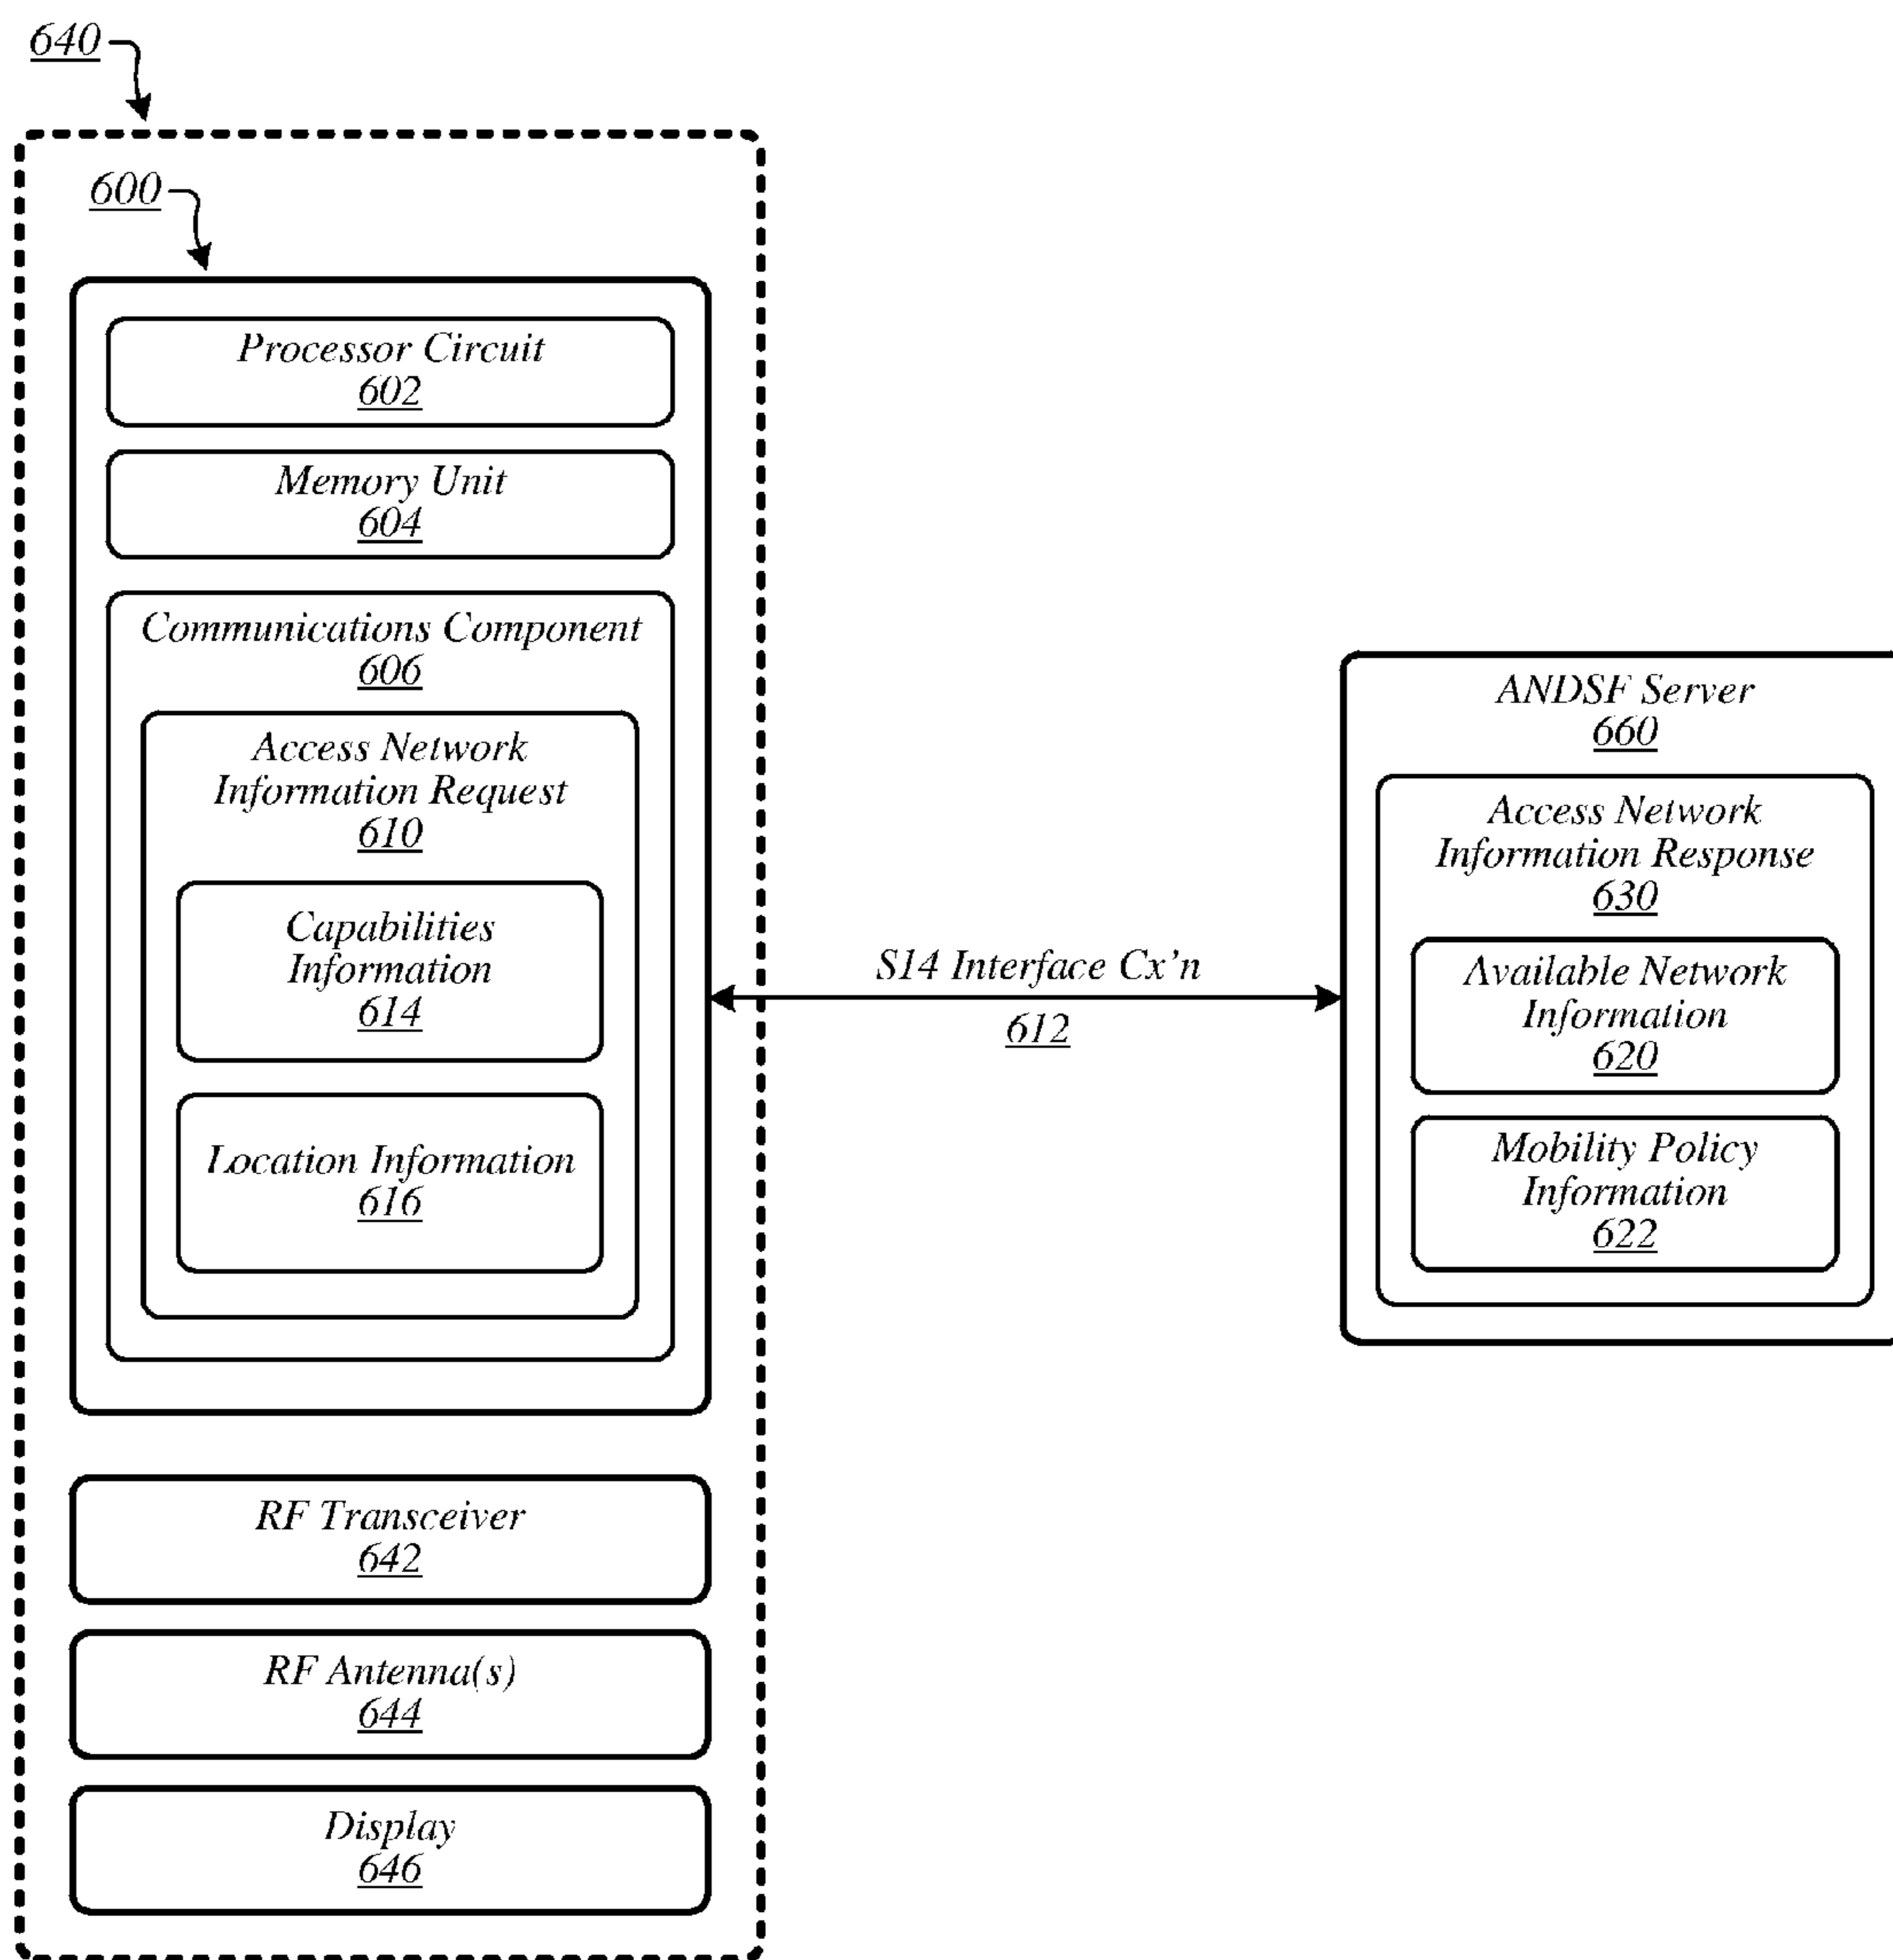 640
600
Processor Circuit
602
Memory Unit
604
Communications Component
606
Access Network
Information Request
610
Capabilities
Information
614
Location Information
616
RF Transceiver
642
RF Antenna(s)
644
Display
646
S14 Interface Cx'n
612
ANDSF Server
660
Access Network
Information Response
630
Available Network
Information
620
Mobility Policy
Information
622